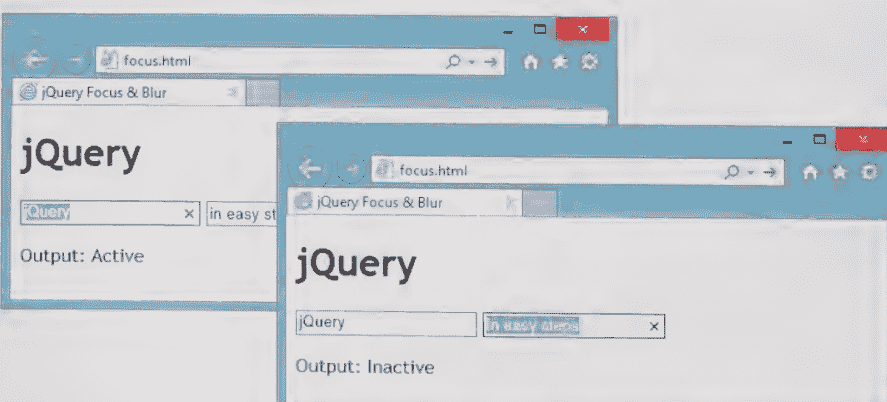 focus.html
jQuery Focus & Blur
jQuery
jQuery
in easy st
Output: Active
focus.html
jQuery Focus & Blur
jQuery
jQuery
in easy steps
Output: Inactive